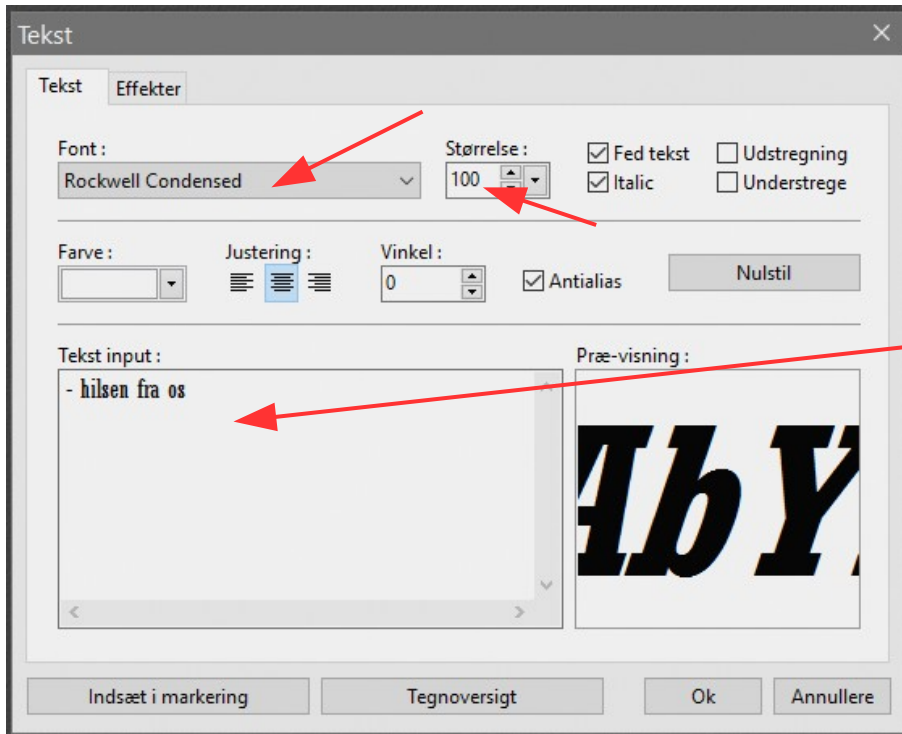 Tekst
Tekst Effekter
Font : Størrelse : Fed tekst Udstregning
Rockwell Condensed 100 Italic Understrege
Farve : Justering : Vinkel :
0 Antialias Nulstil
Tekst input : Præ-visning :
- hilsen fra os
AbY
Indsæt i markering Tegnoversigt Ok Annullere